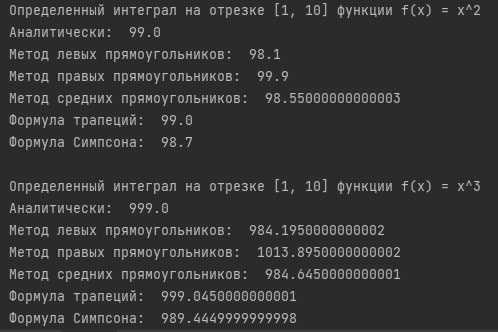 Определенный интеграл на отрезке [1, 10] функции f(x) = x^2
Аналитически:  99.0
Метод левых прямоугольников:  98.1
Метод правых прямоугольников:  99.9
Метод средних прямоугольников:  98.55000000000003
Формула трапеций:  99.0
Формула Симпсона:  98.7
Определенный интеграл на отрезке [1, 10] функции f(x) = x^3
Аналитически:  999.0
Метод левых прямоугольников:  984.1950000000002
Метод правых прямоугольников:  1013.8950000000002
Метод средних прямоугольников:  984.6450000000001
Формула трапеций:  999.0450000000001
Формула Симпсона:  989.4449999999998